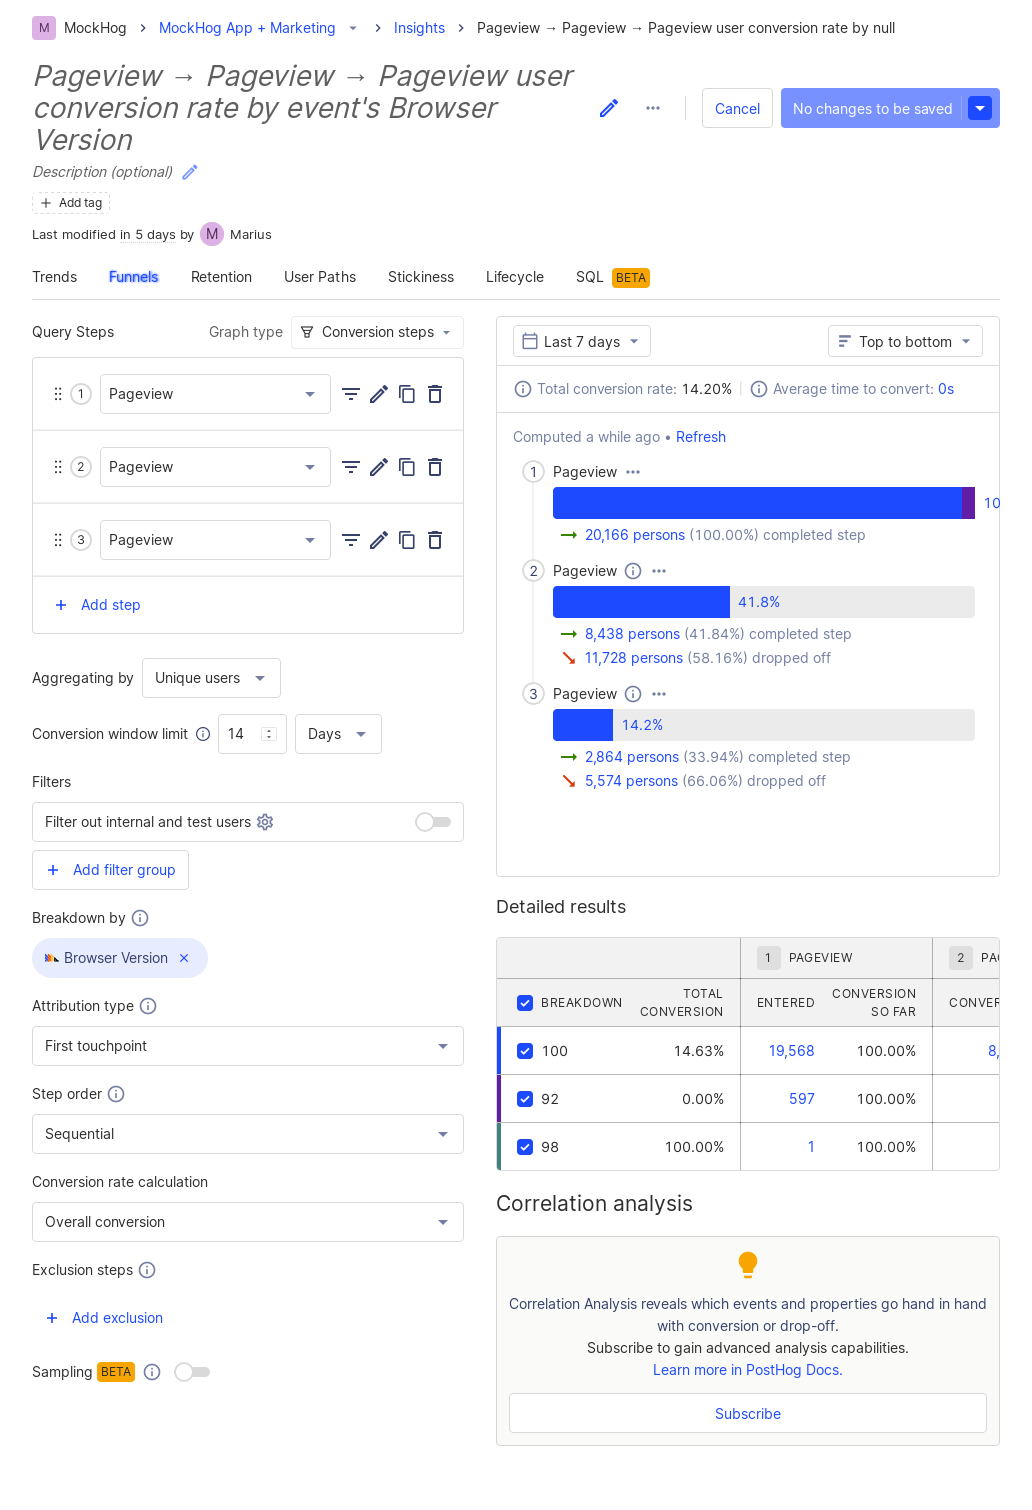 M MockHog MockHog App + Marketing Insights Pageview → Pageview → Pageview user conversion rate by null
Pageview → Pageview → Pageview user
conversion rate by event's Browser
Version
Cancel
No changes to be saved
Description (optional)
Add tag
Last modified in 5 days by M Marius
Trends Funnels Retention User Paths Stickiness Lifecycle SQL BETA
Query Steps Graph type Conversion steps
1 Pageview
2 Pageview
3 Pageview
Add step
Aggregating by Unique users
Conversion window limit 14 Days
Filters
Filter out internal and test users
Add filter group
Breakdown by
Browser Version
Attribution type
First touchpoint
Step order
Sequential
Conversion rate calculation
Overall conversion
Exclusion steps
Add exclusion
Sampling BETA
Last 7 days Top to bottom
Total conversion rate: 14.20% Average time to convert: 0s
Computed a while ago • Refresh
1 Pageview
10
20,166 persons (100.00%) completed step
2 Pageview
41.8%
8,438 persons (41.84%) completed step
11,728 persons (58.16%) dropped off
3 Pageview
14.2%
2,864 persons (33.94%) completed step
5,574 persons (66.06%) dropped off
Detailed results
1 PAGEVIEW 2
BREAKDOWN TOTAL CONVERSION ENTERED CONVERSION SO FAR
100 14.63% 19,568 100.00%
92 0.00% 597 100.00%
98 100.00% 1 100.00%
Correlation analysis
Correlation Analysis reveals which events and properties go hand in hand
with conversion or drop-off.
Subscribe to gain advanced analysis capabilities.
Learn more in PostHog Docs.
Subscribe